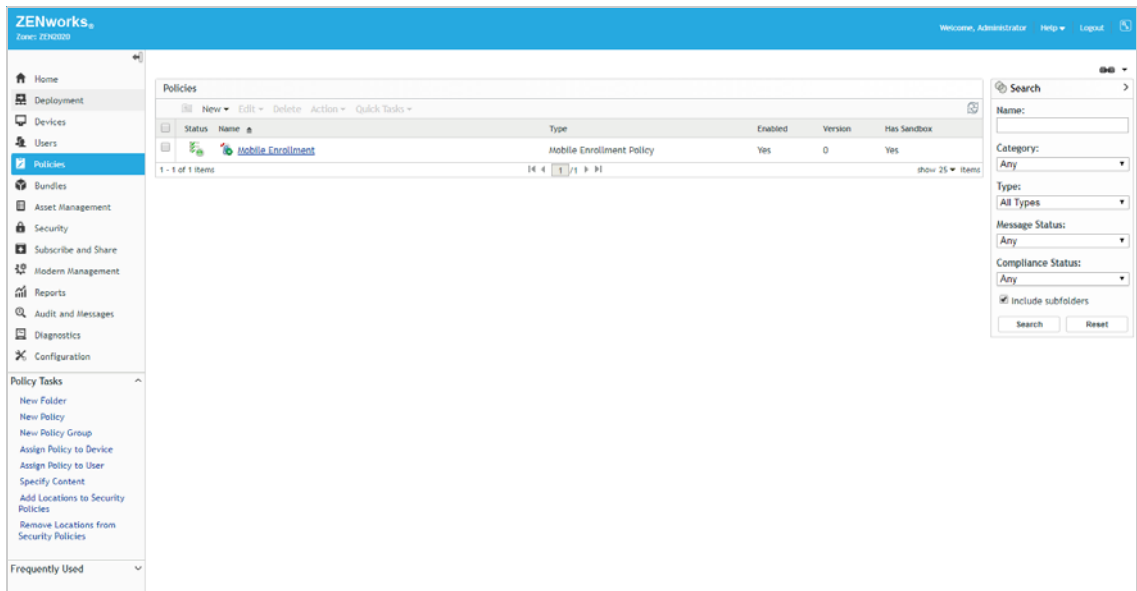 ZENworks®
Zone: ZEN2020
Welcome, Administrator Help Logout
Home
Deployment
Devices
Users
Policies
Bundles
Asset Management
Security
Subscribe and Share
Modern Management
Reports
Audit and Messages
Diagnostics
Configuration
Policy Tasks
New Folder
New Policy
New Policy Group
Assign Policy to Device
Assign Policy to User
Specify Content
Add Locations to Security
Policies
Remove Locations from
Security Policies
Frequently Used
Policies
New Edit Delete Action Quick Tasks
Status Name Type Enabled Version Has Sandbox
Mobile Enrollment Mobile Enrollment Policy Yes 0 Yes
1 - 1 of 1 items 1 /1 show 25 items
Search
Name:
Category:
Any
Type:
All Types
Message Status:
Any
Compliance Status:
Any
Include subfolders
Search Reset